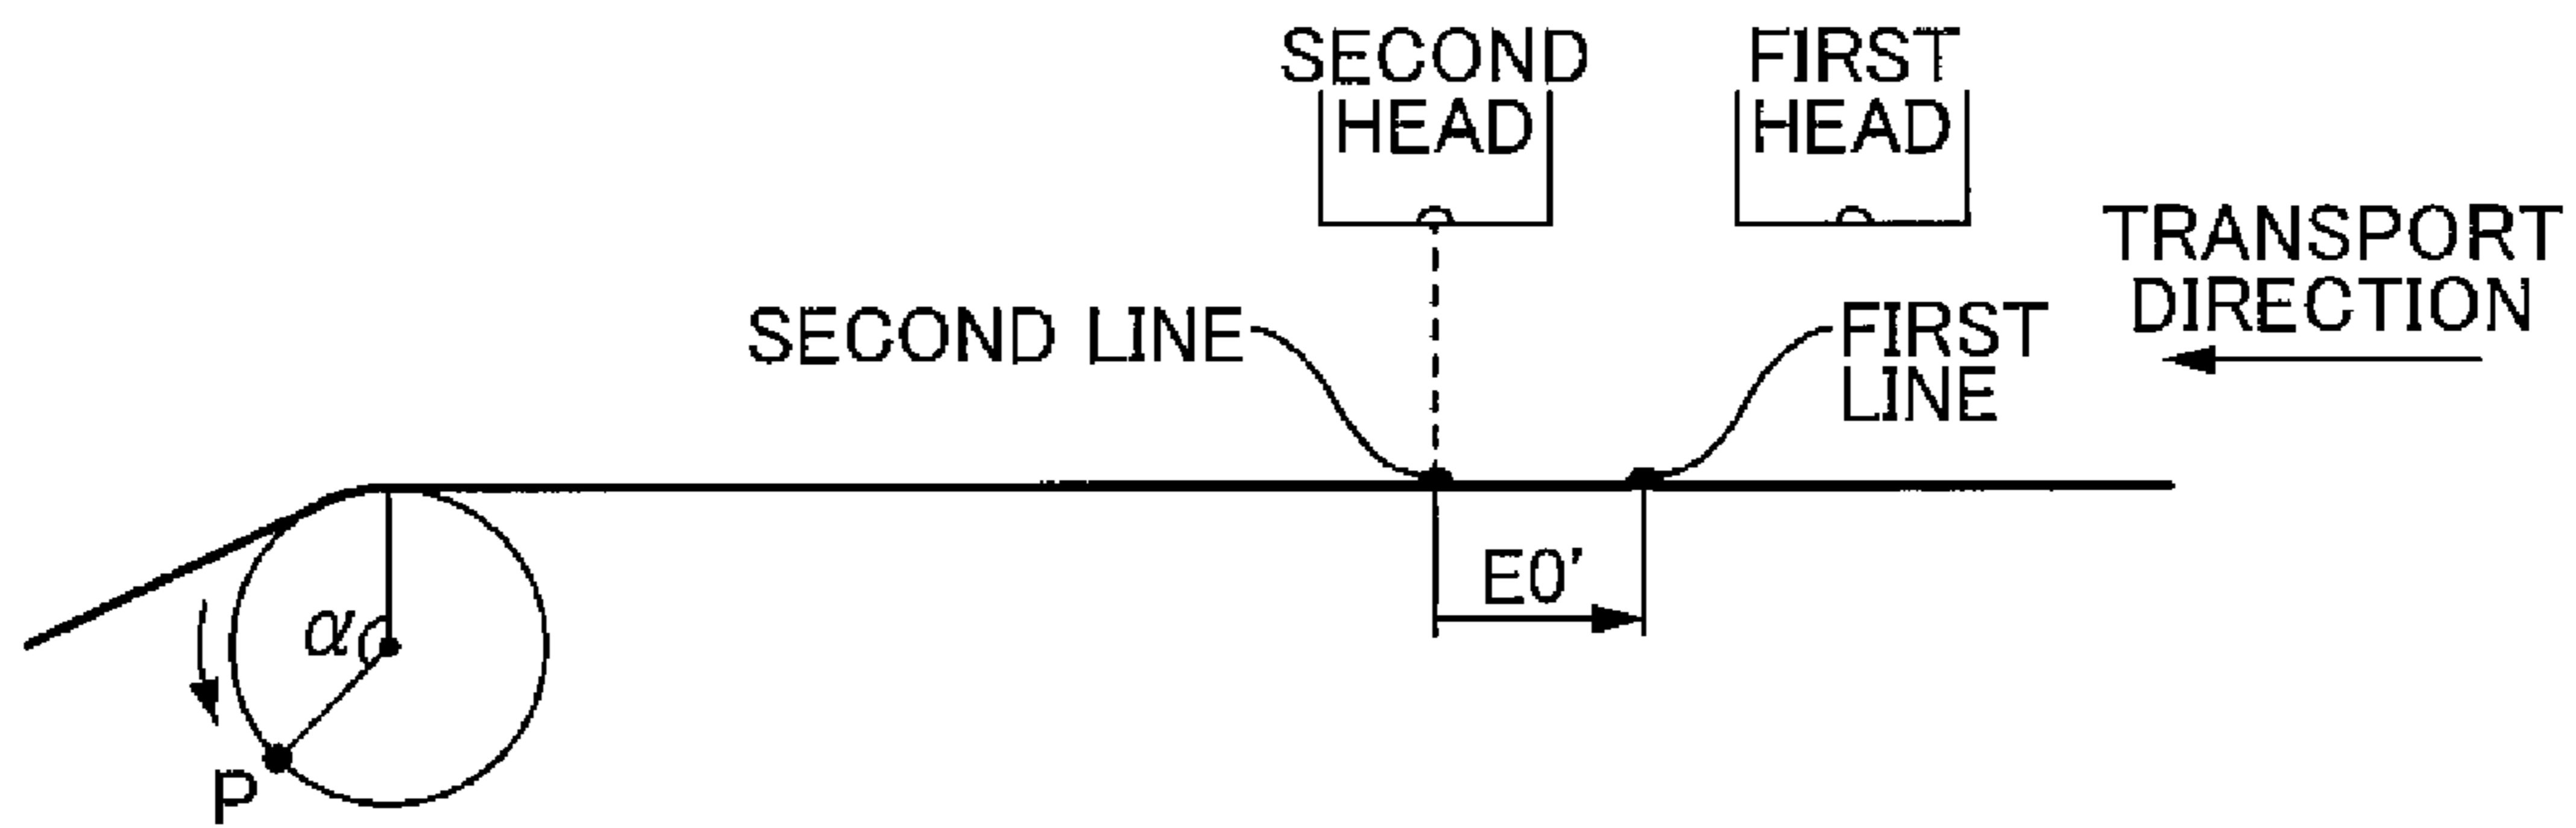 SECOND
HEAD
FIRST
HEAD
TRANSPORT
DIRECTION
SECOND LINE
FIRST
LINE
E0'
α
P